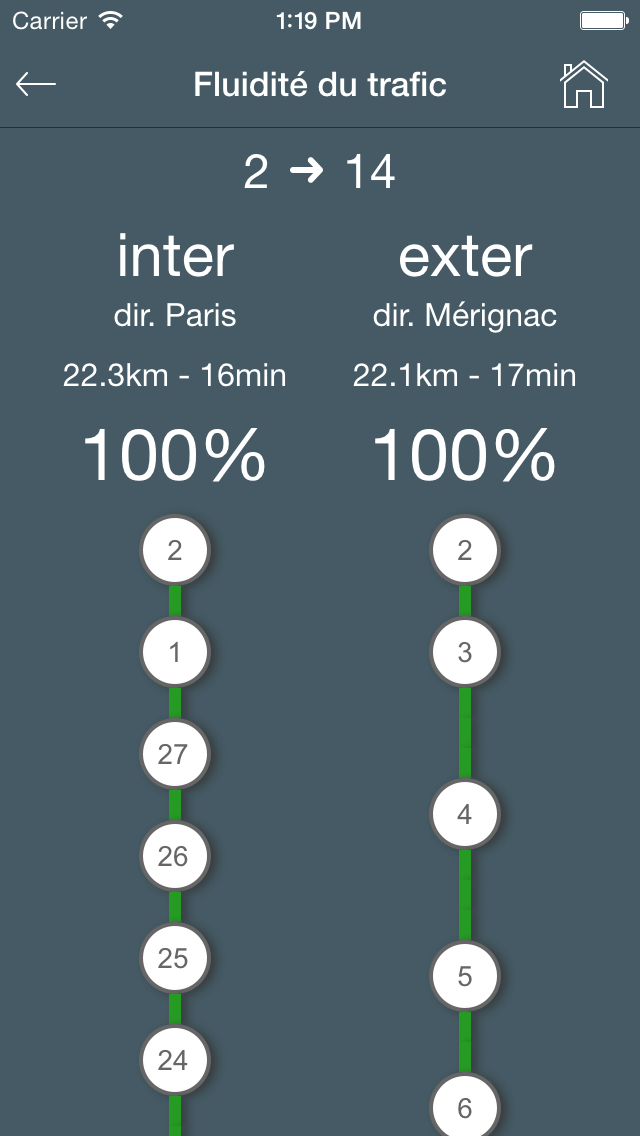 Carrier 1:19 PM
Fluidité du trafic
2 ➜ 14
inter
dir. Paris
22.3km - 16min
100%
2
1
27
26
25
24
exter
dir. Mérignac
22.1km - 17min
100%
2
3
4
5
6